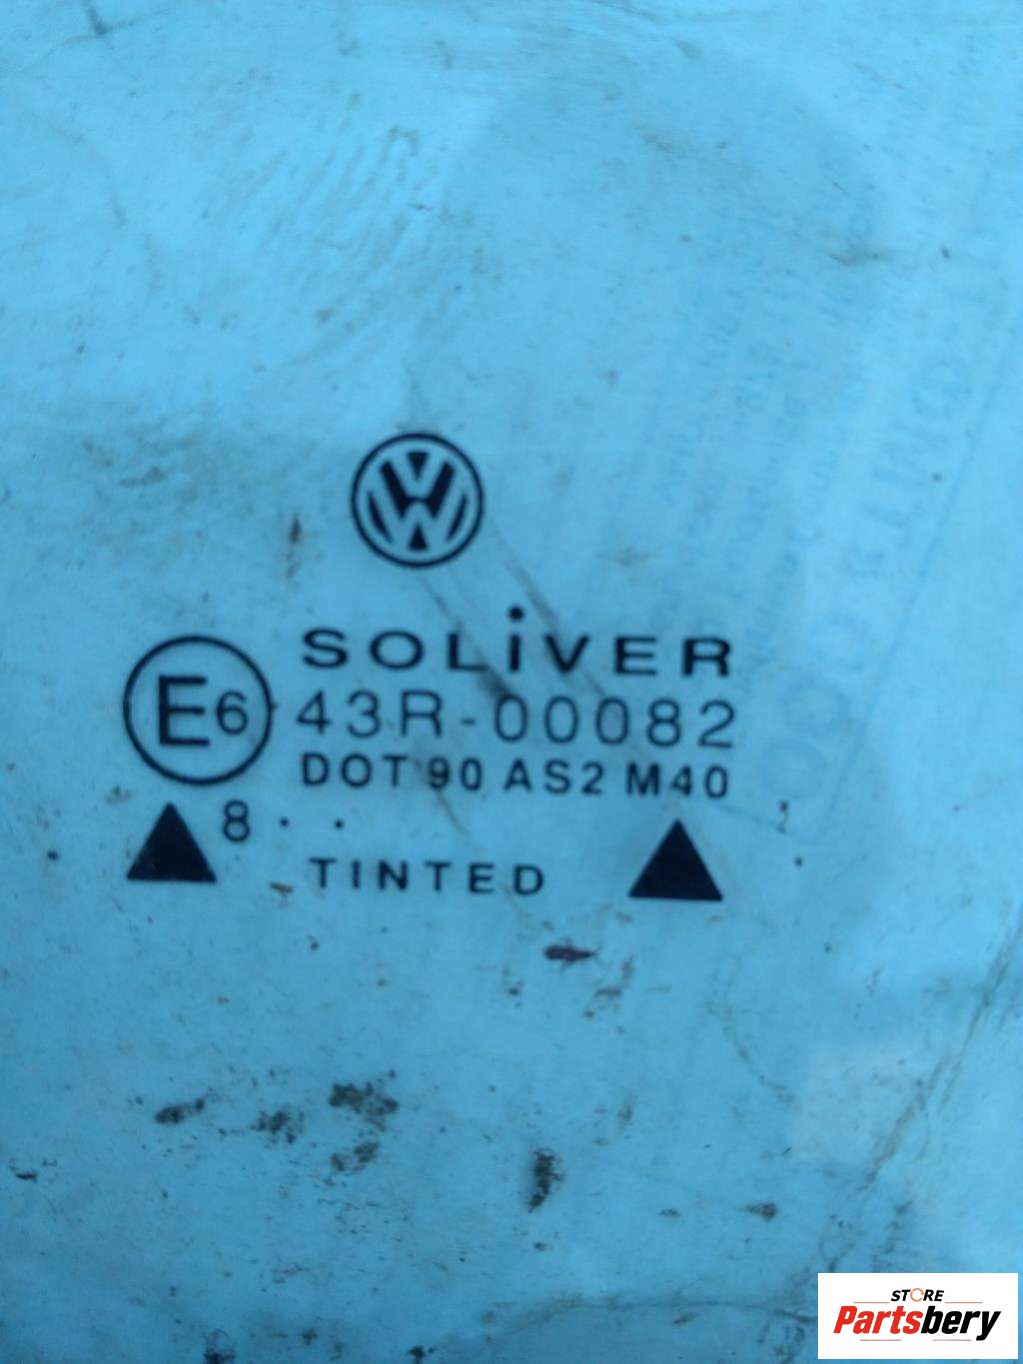 SOLiVER
E6 43R-00082
DOT 90 AS2 M40
8 . .
TINTED
STORE
Partsbery